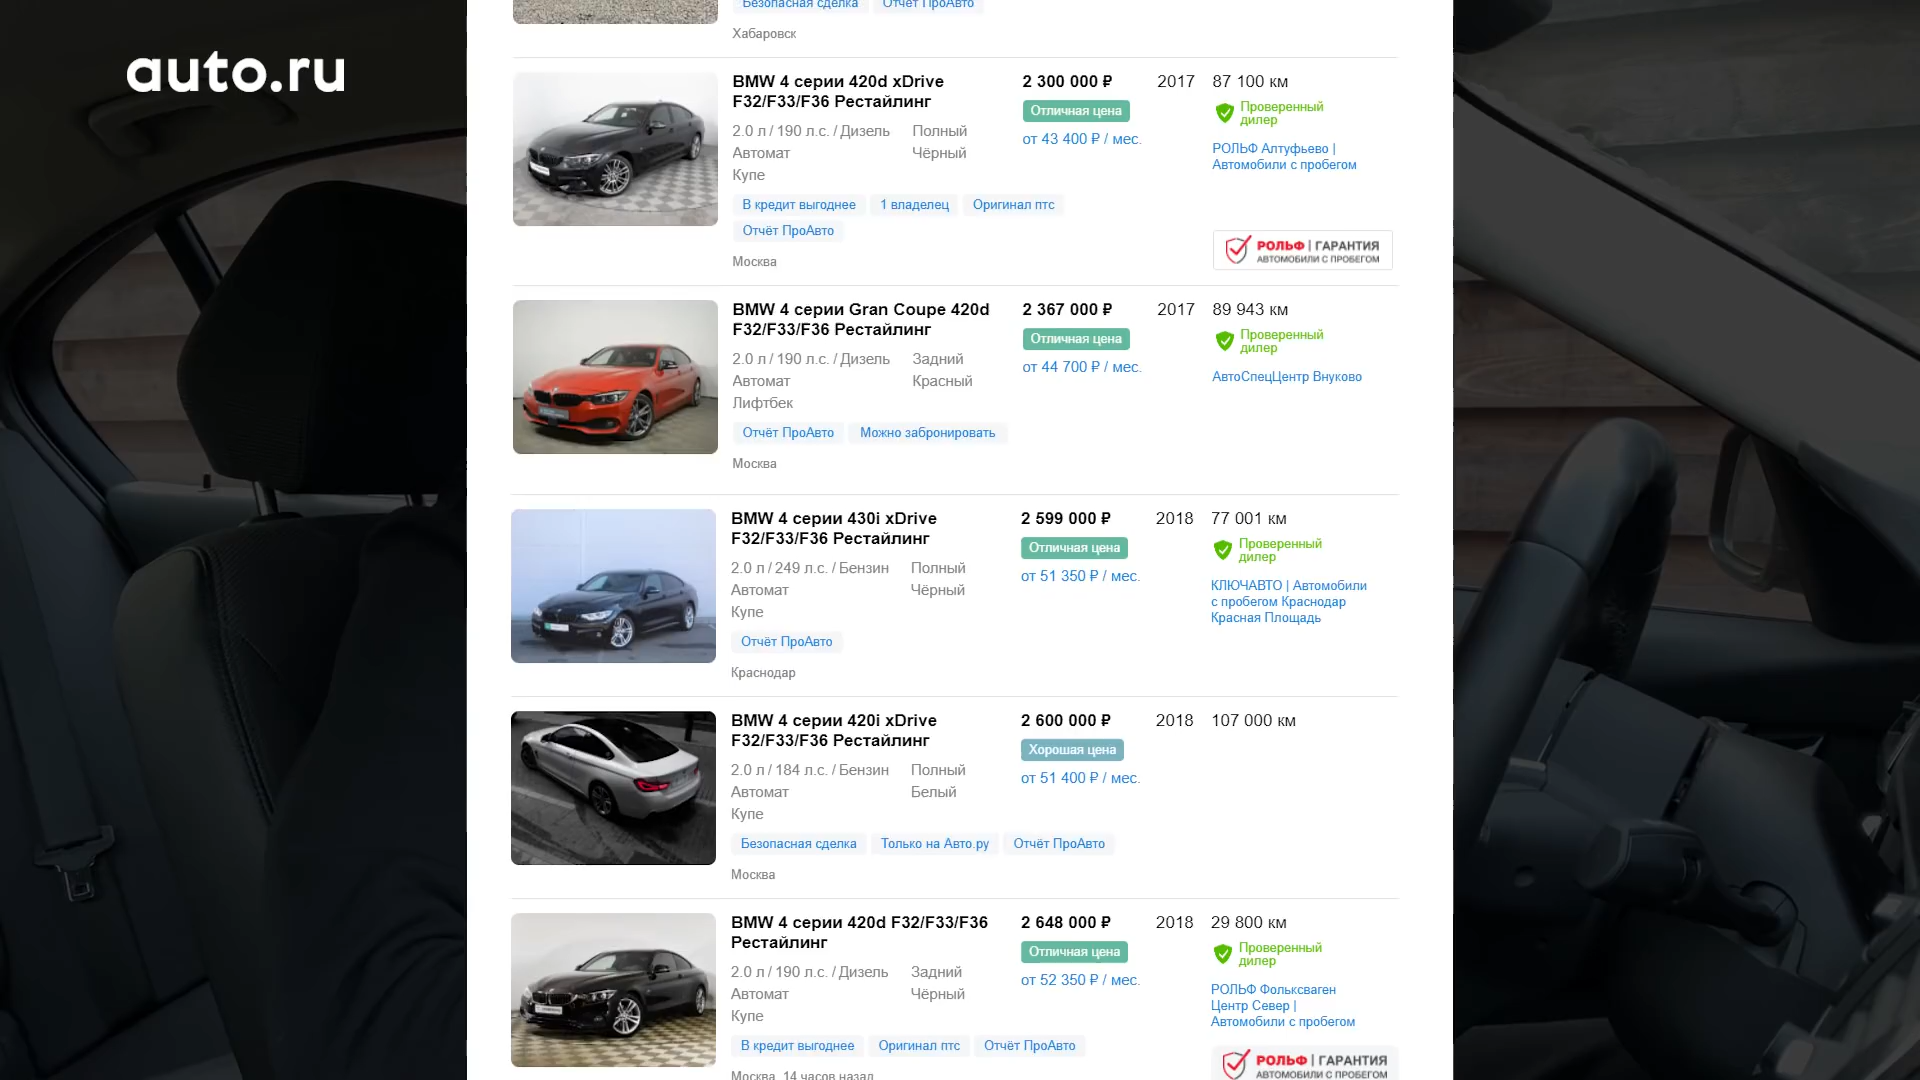 auto.ru
Безопасная сделка Отчёт ПроАвто
Хабаровск
BMW 4 серии 420d xDrive
F32/F33/F36 Рестайлинг
2.0 л / 190 л.с. / Дизель Полный
Автомат Чёрный
Купе
2 300 000 ₽ 2017 87 100 км
Отличная цена
от 43 400 ₽ / мес.
Проверенный
дилер
РОЛЬФ Алтуфьево |
Автомобили с пробегом
В кредит выгоднее 1 владелец Оригинал птс
Отчёт ПроАвто
РОЛЬФ | ГАРАНТИЯ
АВТОМОБИЛИ С ПРОБЕГОМ
Москва
BMW 4 серии Gran Coupe 420d
F32/F33/F36 Рестайлинг
2.0 л / 190 л.с. / Дизель Задний
Автомат Красный
Лифтбек
2 367 000 ₽ 2017 89 943 км
Отличная цена
от 44 700 ₽ / мес.
Проверенный
дилер
АвтоСпецЦентр Внуково
Отчёт ПроАвто Можно забронировать
Москва
BMW 4 серии 430i xDrive
F32/F33/F36 Рестайлинг
2.0 л / 249 л.с. / Бензин Полный
Автомат Чёрный
Купе
2 599 000 ₽ 2018 77 001 км
Отличная цена
от 51 350 ₽ / мес.
Проверенный
дилер
КЛЮЧАВТО | Автомобили
с пробегом Краснодар
Красная Площадь
Отчёт ПроАвто
Краснодар
BMW 4 серии 420i xDrive
F32/F33/F36 Рестайлинг
2.0 л / 184 л.с. / Бензин Полный
Автомат Белый
Купе
2 600 000 ₽ 2018 107 000 км
Хорошая цена
от 51 400 ₽ / мес.
Безопасная сделка Только на Авто.ру Отчёт ПроАвто
Москва
BMW 4 серии 420d F32/F33/F36
Рестайлинг
2.0 л / 190 л.с. / Дизель Задний
Автомат Чёрный
Купе
2 648 000 ₽ 2018 29 800 км
Отличная цена
от 52 350 ₽ / мес.
Проверенный
дилер
РОЛЬФ Фольксваген
Центр Север |
Автомобили с пробегом
В кредит выгоднее Оригинал птс Отчёт ПроАвто
РОЛЬФ | ГАРАНТИЯ
АВТОМОБИЛИ С ПРОБЕГОМ
Москва, 14 часов назад